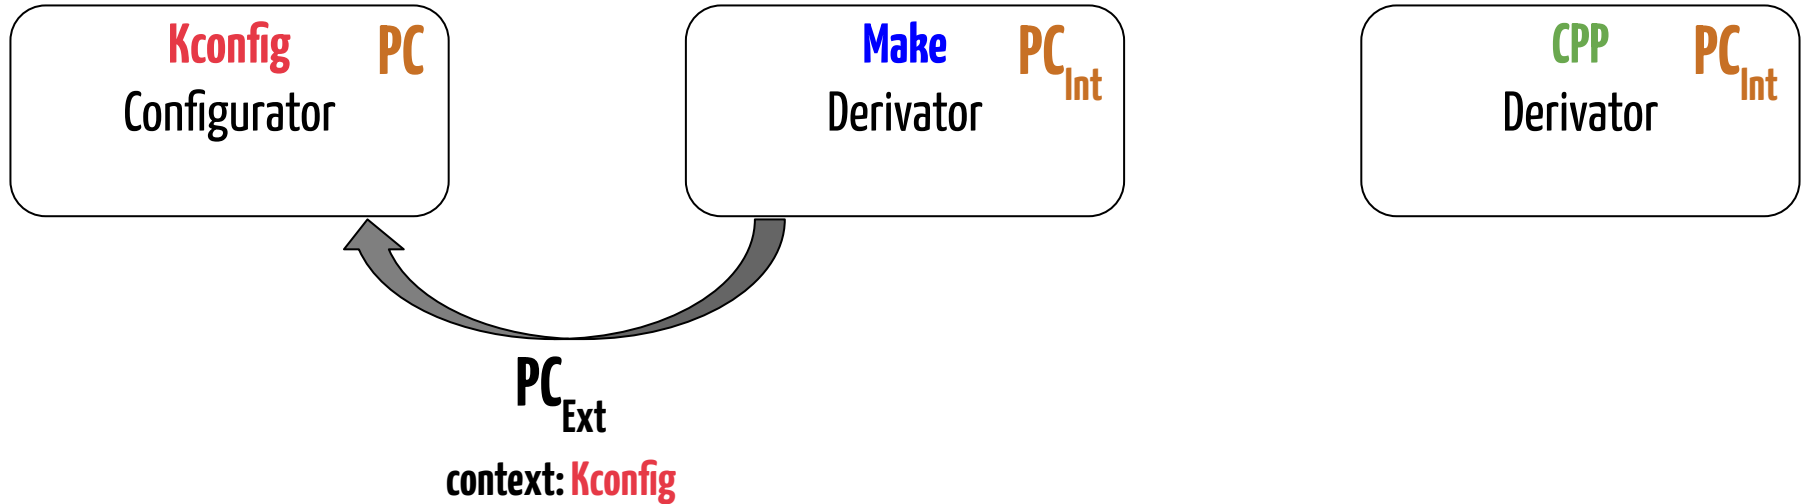 Kconfig PC
Configurator
Make PC Int
Derivator
CPP PC Int
Derivator
PC Ext
context: Kconfig